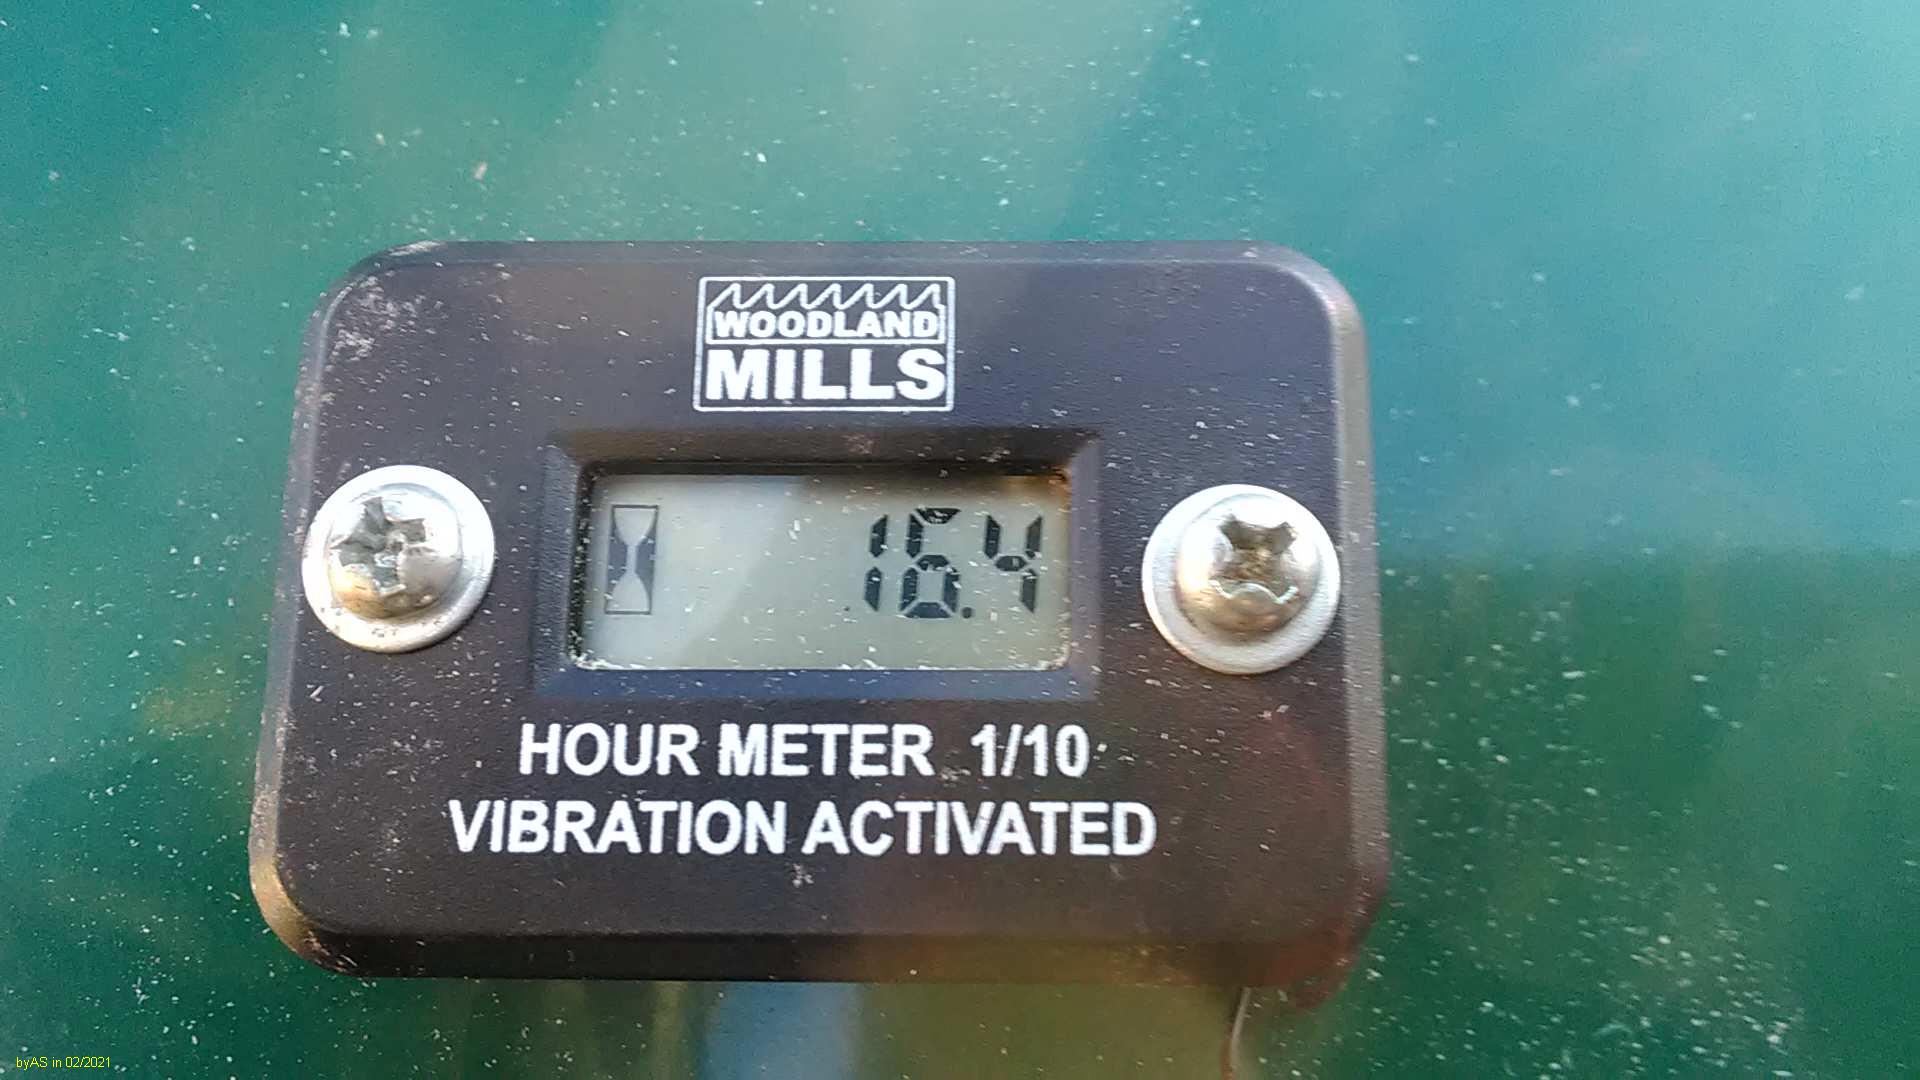 WOODLAND
MILLS
16.4
HOUR METER 1/10
VIBRATION ACTIVATED
byAS in 02/2021